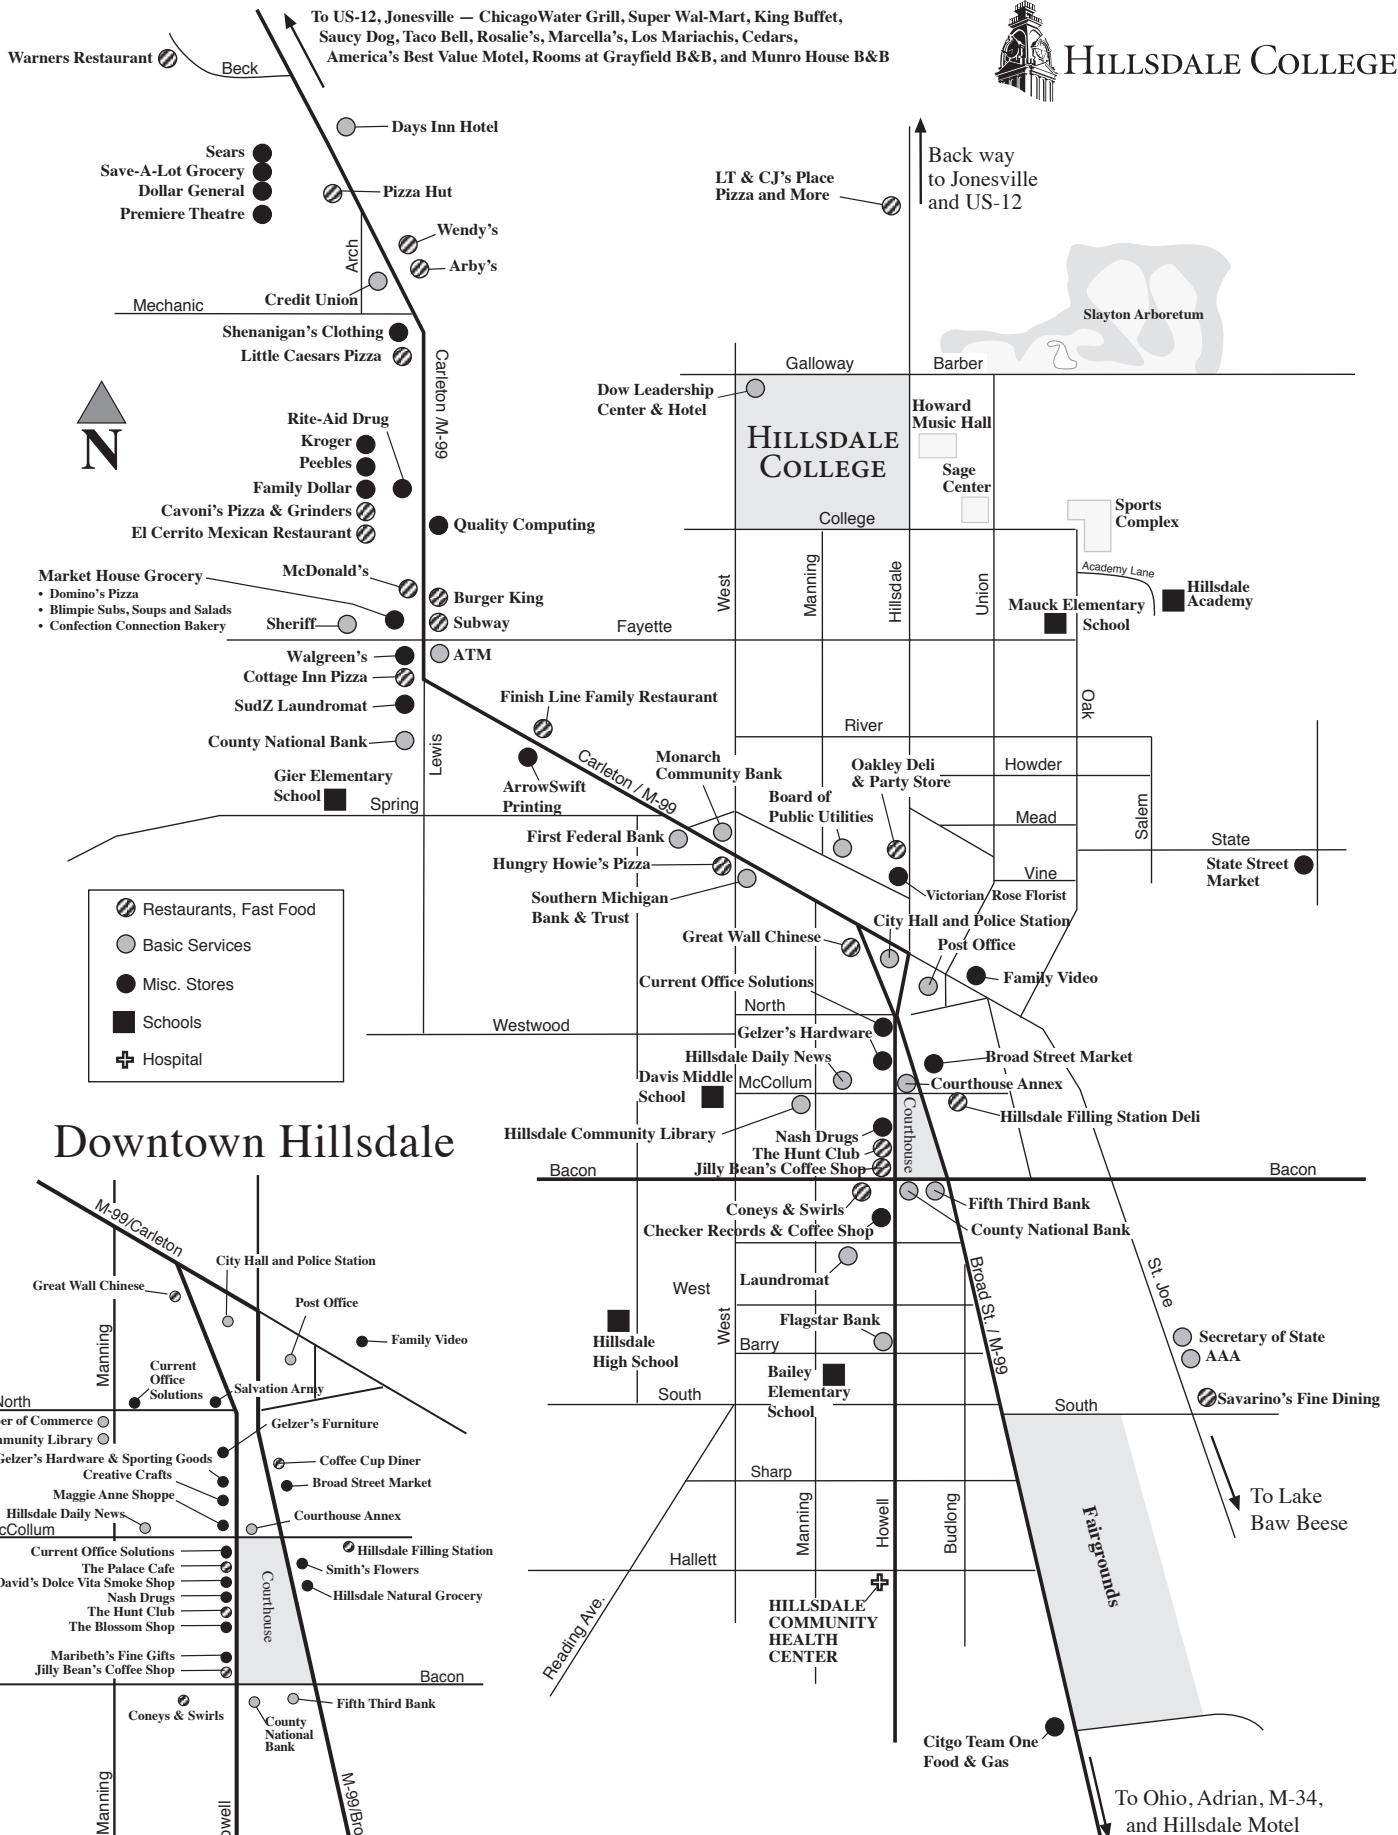 To US-12, Jonesville — ChicagoWater Grill, Super Wal-Mart, King Buffet,
Saucy Dog, Taco Bell, Rosalie's, Marcella's, Los Mariachis, Cedars,
America's Best Value Motel, Rooms at Grayfield B&B, and Munro House B&B
HILLSDALE COLLEGE
Warners Restaurant
Beck
Days Inn Hotel
Sears
Save-A-Lot Grocery
Dollar General
Premiere Theatre
Pizza Hut
Wendy's
Arby's
Arch
Credit Union
Mechanic
LT & CJ's Place
Pizza and More
Back way
to Jonesville
and US-12
Slayton Arboretum
Shenanigan's Clothing
Little Caesars Pizza
Carleton /M-99
N
Galloway
Barber
Dow Leadership
Center & Hotel
HILLSDALE
COLLEGE
Howard
Music Hall
Sage
Center
Sports
Complex
College
Rite-Aid Drug
Kroger
Peebles
Family Dollar
Cavoni's Pizza & Grinders
El Cerrito Mexican Restaurant
Quality Computing
McDonald's
Market House Grocery
• Domino's Pizza
• Blimpie Subs, Soups and Salads
• Confection Connection Bakery
Sheriff
Burger King
Subway
Fayette
West
Manning
Hillsdale
Union
Academy Lane
Hillsdale
Academy
Mauck Elementary
School
Walgreen's
ATM
Cottage Inn Pizza
SudZ Laundromat
County National Bank
Lewis
Finish Line Family Restaurant
ArrowSwift
Printing
Carleton / M-99
Gier Elementary
School
Spring
Oak
River
Howder
Mead
Vine
Salem
State
State Street
Market
Monarch
Community Bank
Board of
Public Utilities
Oakley Deli
& Party Store
First Federal Bank
Hungry Howie's Pizza
Southern Michigan
Bank & Trust
Victorian Rose Florist
City Hall and Police Station
Great Wall Chinese
Post Office
Family Video
Current Office Solutions
Restaurants, Fast Food
Basic Services
Misc. Stores
Schools
Hospital
Westwood
North
Gelzer's Hardware
Hillsdale Daily News
Broad Street Market
Davis Middle
School
McCollum
Courthouse Annex
Hillsdale Filling Station Deli
Hillsdale Community Library
Courthouse
Nash Drugs
The Hunt Club
Jilly Bean's Coffee Shop
Bacon
Bacon
Coneys & Swirls
Fifth Third Bank
Checker Records & Coffee Shop
County National Bank
Laundromat
West
West
Broad St. / M-99
St. Joe
Flagstar Bank
Barry
Hillsdale
High School
Bailey
Elementary
School
Secretary of State
AAA
Savarino's Fine Dining
South
South
Sharp
Manning
Howell
Budlong
Hallett
Reading Ave.
Fairgrounds
To Lake
Baw Beese
HILLSDALE
COMMUNITY
HEALTH
CENTER
Citgo Team One
Food & Gas
To Ohio, Adrian, M-34,
and Hillsdale Motel
Downtown Hillsdale
M-99/Carleton
City Hall and Police Station
Great Wall Chinese
Post Office
Manning
Family Video
Current
Office
Solutions
Salvation Army
North
er of Commerce
Gelzer's Furniture
munity Library
Gelzer's Hardware & Sporting Goods
Coffee Cup Diner
Creative Crafts
Broad Street Market
Maggie Anne Shoppe
Hillsdale Daily News
Courthouse Annex
cCollum
Current Office Solutions
Hillsdale Filling Station
The Palace Cafe
Smith's Flowers
David's Dolce Vita Smoke Shop
Nash Drugs
Hillsdale Natural Grocery
The Hunt Club
Courthouse
The Blossom Shop
Maribeth's Fine Gifts
Jilly Bean's Coffee Shop
Bacon
Coneys & Swirls
Fifth Third Bank
County
National
Bank
Manning
owell
M-99/Bro